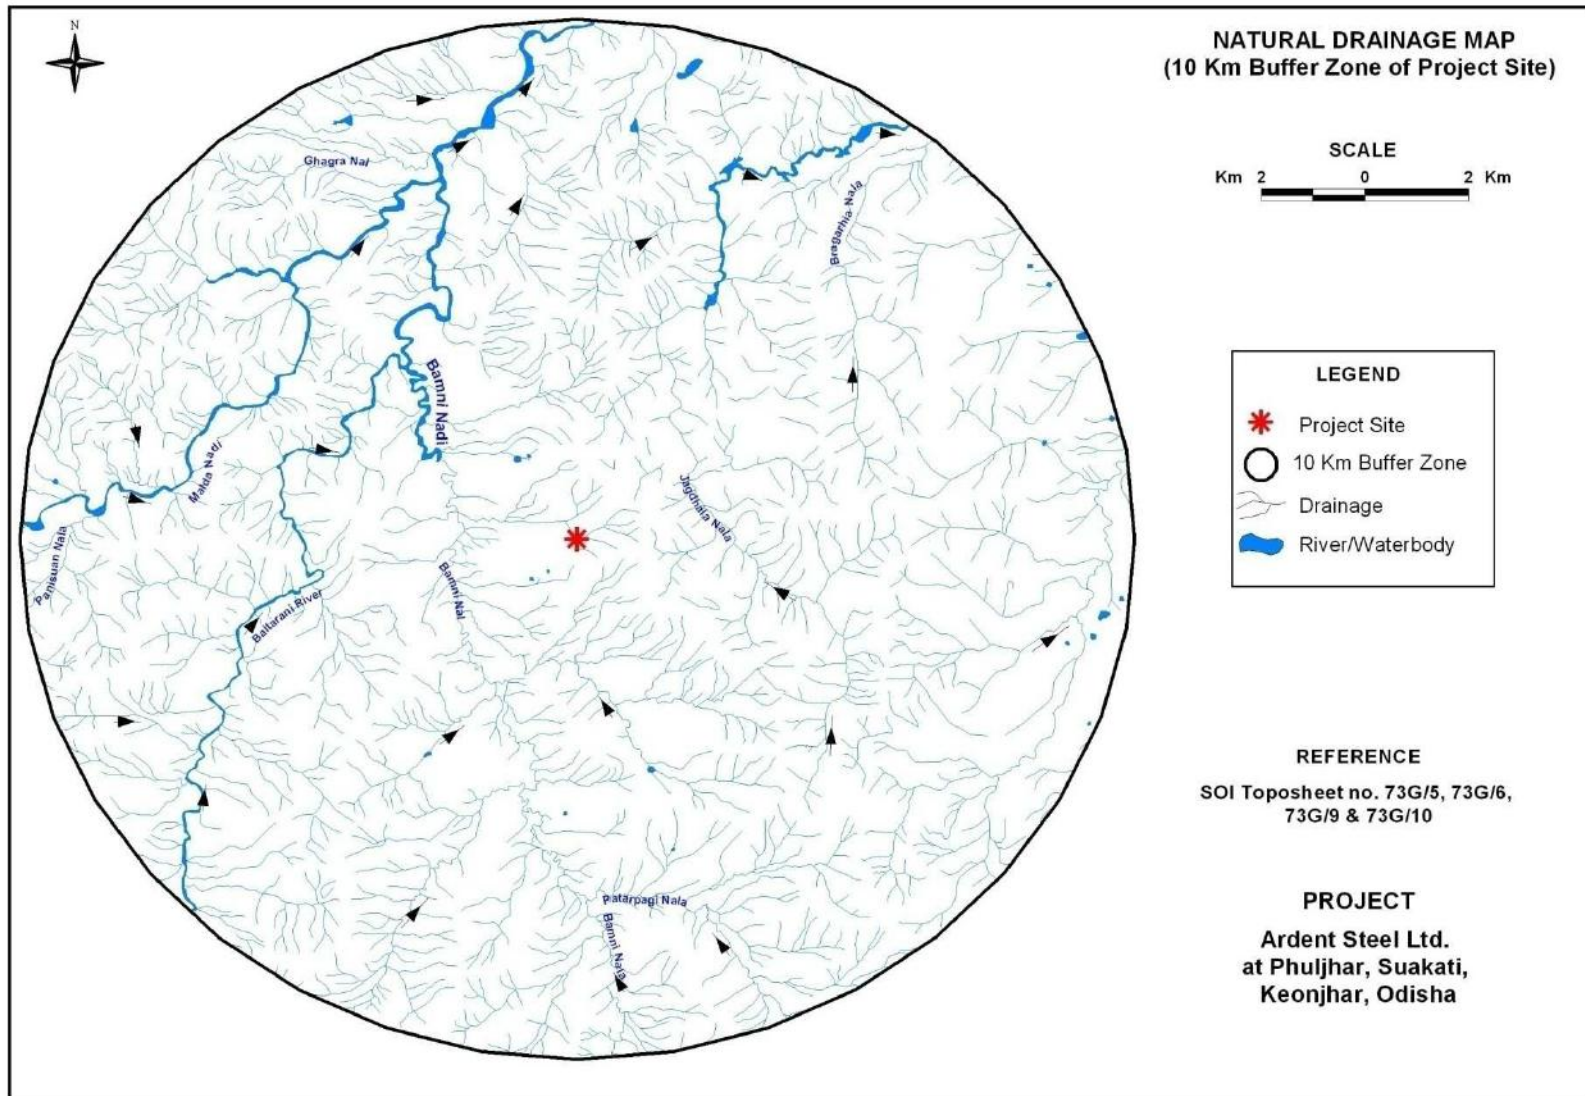 N
NATURAL DRAINAGE MAP
(10 Km Buffer Zone of Project Site)
SCALE
Km 2 0 2 Km
Ghagra Nal
Bragarhia Nala
Bamni Nadi
LEGEND
Project Site
10 Km Buffer Zone
Drainage
River/Waterbody
Malda Nadi
Jagdhala Nala
Panisuan Nala
Bamni Nal
Baitarani River
REFERENCE
SOI Toposheet no. 73G/5, 73G/6,
73G/9 & 73G/10
Patarpagi Nala
Bamni Nala
PROJECT
Ardent Steel Ltd.
at Phuljhar, Suakati,
Keonjhar, Odisha